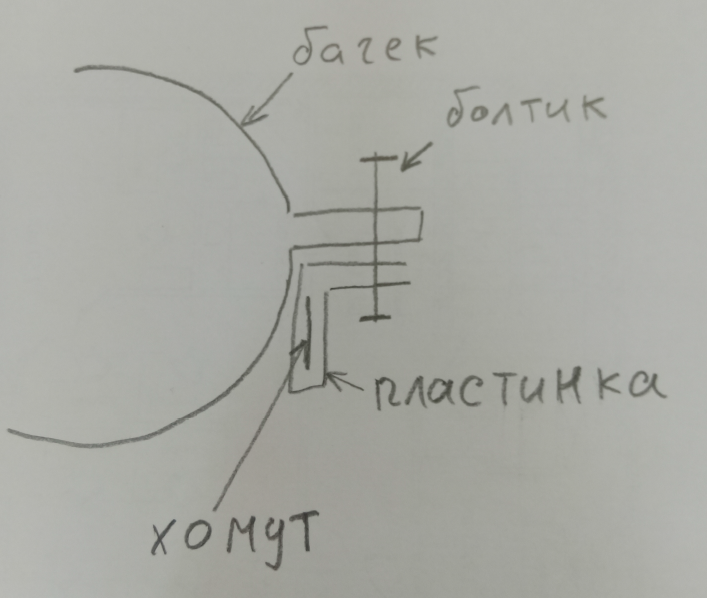 бачек
болтик
пластинка
хомут